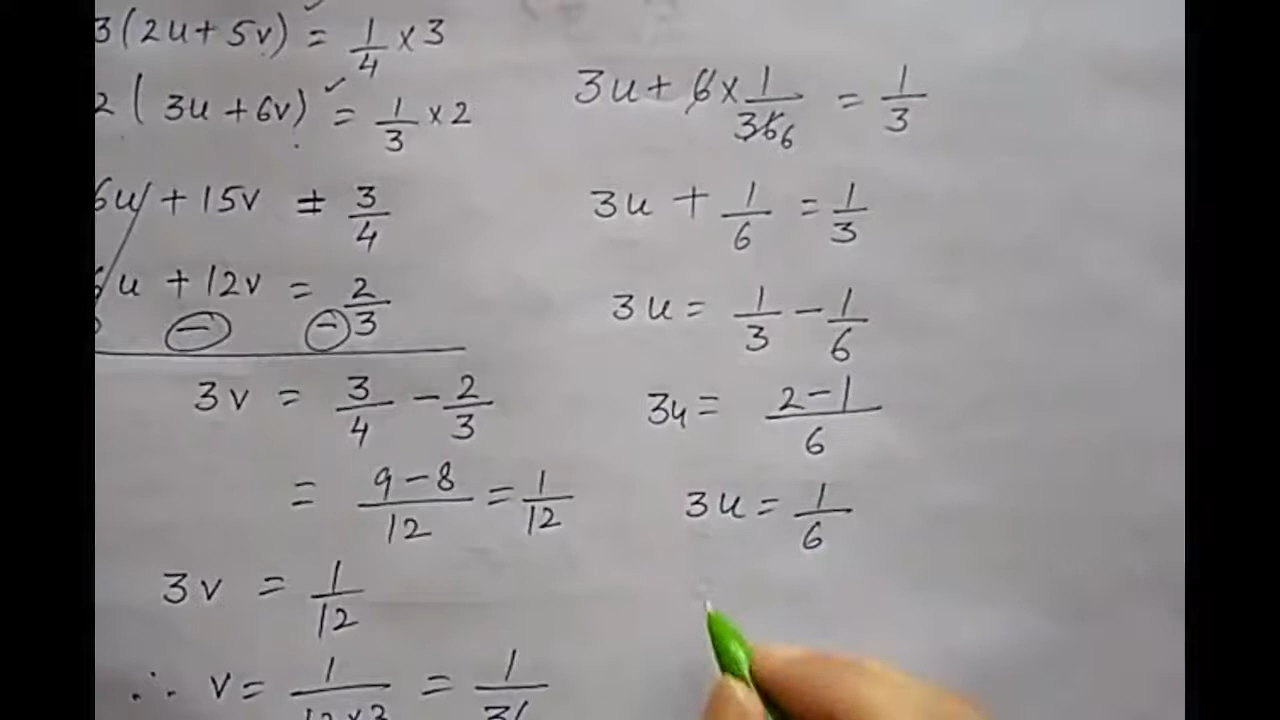 3(2u + 5v) = 1/4 × 3
2(3u + 6v) = 1/3 × 2
6u + 15v = 3/4
6u + 12v = 2/3
(−) (−)
3v = 3/4 − 2/3
= 9 − 8/12 = 1/12
3v = 1/12
∴ v = 1/12×3 = 1/36
3u + 6 × 1/36 6 = 1/3
3u + 1/6 = 1/3
3u = 1/3 − 1/6
3u = 2 − 1/6
3u = 1/6